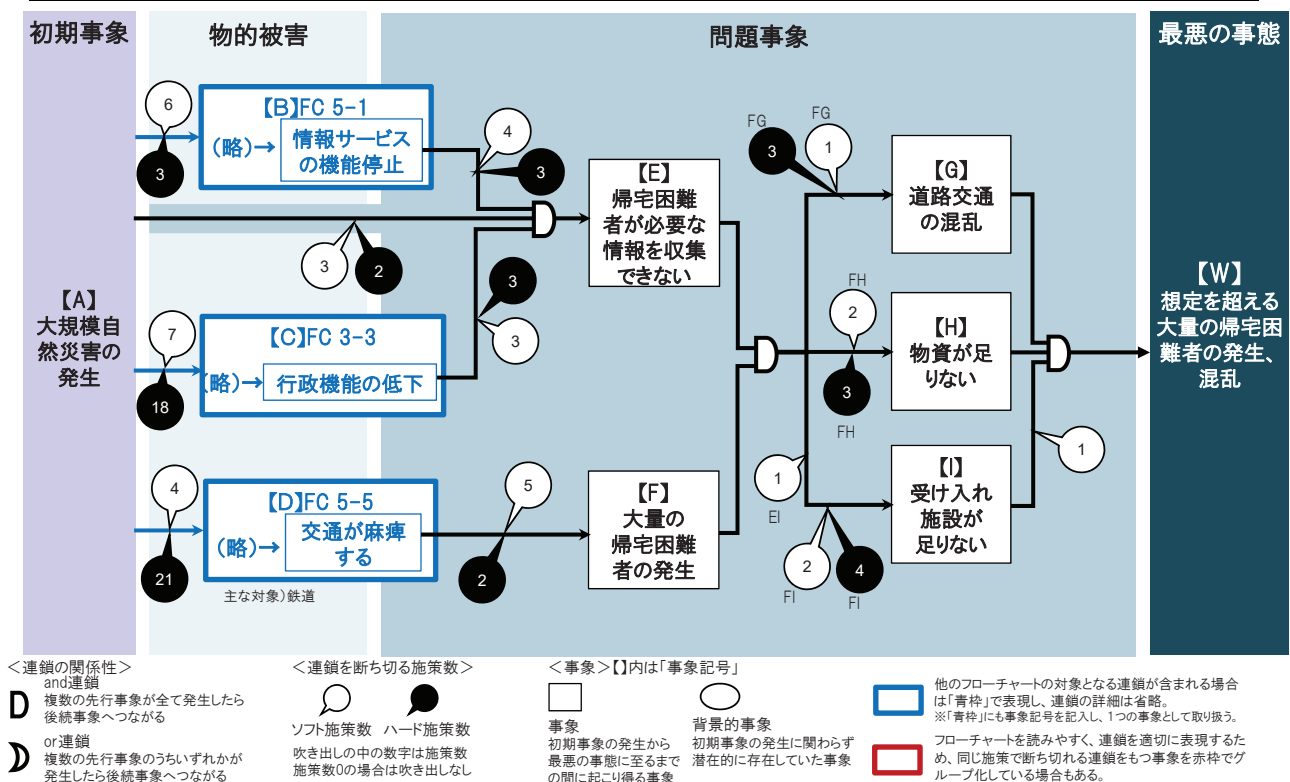 初期事象
物的被害
問題事象
最悪の事態
【A】
大規模自
然災害の
発生
6
3
【B】FC 5-1
(略)→
情報サービス
の機能停止
4
3
3
2
7
18
【C】FC 3-3
(略)→
行政機能の低下
3
3
4
21
【D】FC 5-5
(略)→
交通が麻痺
する
主な対象)鉄道
5
2
【E】
帰宅困難
者が必要な
情報を収集
できない
【F】
大量の
帰宅困難
者の発生
FG
3
FG
1
【G】
道路交通
の混乱
FH
2
3
FH
【H】
物資が足
りない
1
EI
2
FI
4
FI
【I】
受け入れ
施設が
足りない
1
【W】
想定を超える
大量の帰宅困
難者の発生、
混乱
<連鎖の関係性>
and連鎖
複数の先行事象が全て発生したら
後続事象へつながる
or連鎖
複数の先行事象のうちいずれかが
発生したら後続事象へつながる
<連鎖を断ち切る施策数>
ソフト施策数 ハード施策数
吹き出しの中の数字は施策数
施策数0の場合は吹き出しなし
<事象>【】内は「事象記号」
事象
初期事象の発生から
最悪の事態に至るまで
の間に起こり得る事象
背景的事象
初期事象の発生に関わらず
潜在的に存在していた事象
他のフローチャートの対象となる連鎖が含まれる場合
は「青枠」で表現し、連鎖の詳細は省略。
※「青枠」にも事象記号を記入し、1つの事象として取り扱う。
フローチャートを読みやすく、連鎖を適切に表現するた
め、同じ施策で断ち切れる連鎖をもつ事象を赤枠でグ
ループ化している場合もある。